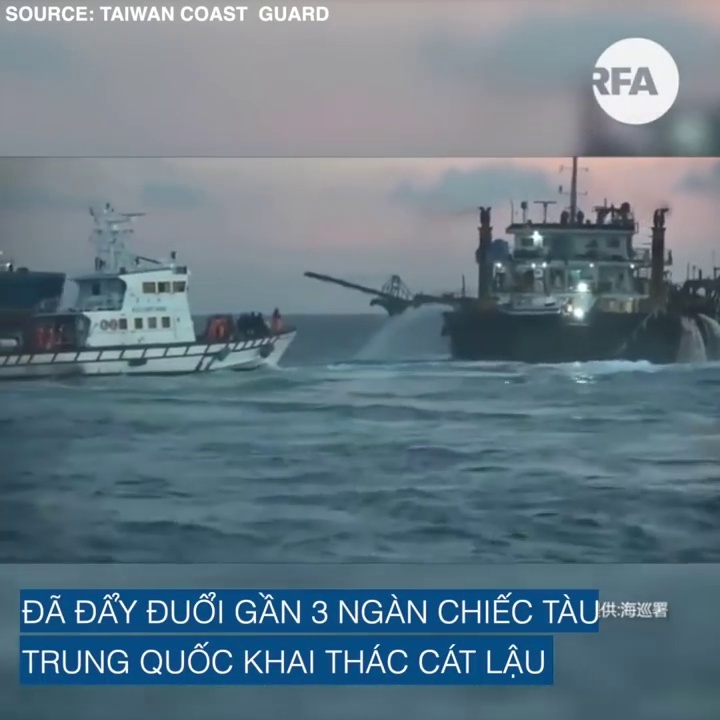 SOURCE: TAIWAN COAST GUARD
RFA
ĐÃ ĐẨY ĐUỔI GẦN 3 NGÀN CHIẾC TÀU
供:海巡署
TRUNG QUỐC KHAI THÁC CÁT LẬU